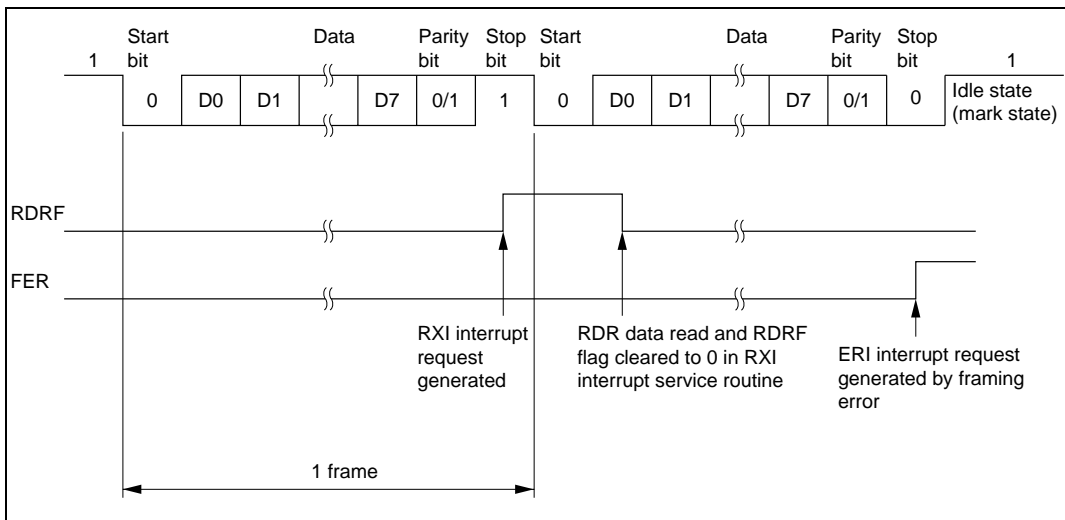 Start bit
Data
Parity bit
Stop bit
Start bit
Data
Parity bit
Stop bit
1
1
0
D0
D1
D7
0/1
1
0
D0
D1
D7
0/1
0
Idle state
(mark state)
RDRF
FER
RXI interrupt
request
generated
RDR data read and RDRF
flag cleared to 0 in RXI
interrupt service routine
ERI interrupt request
generated by framing
error
1 frame